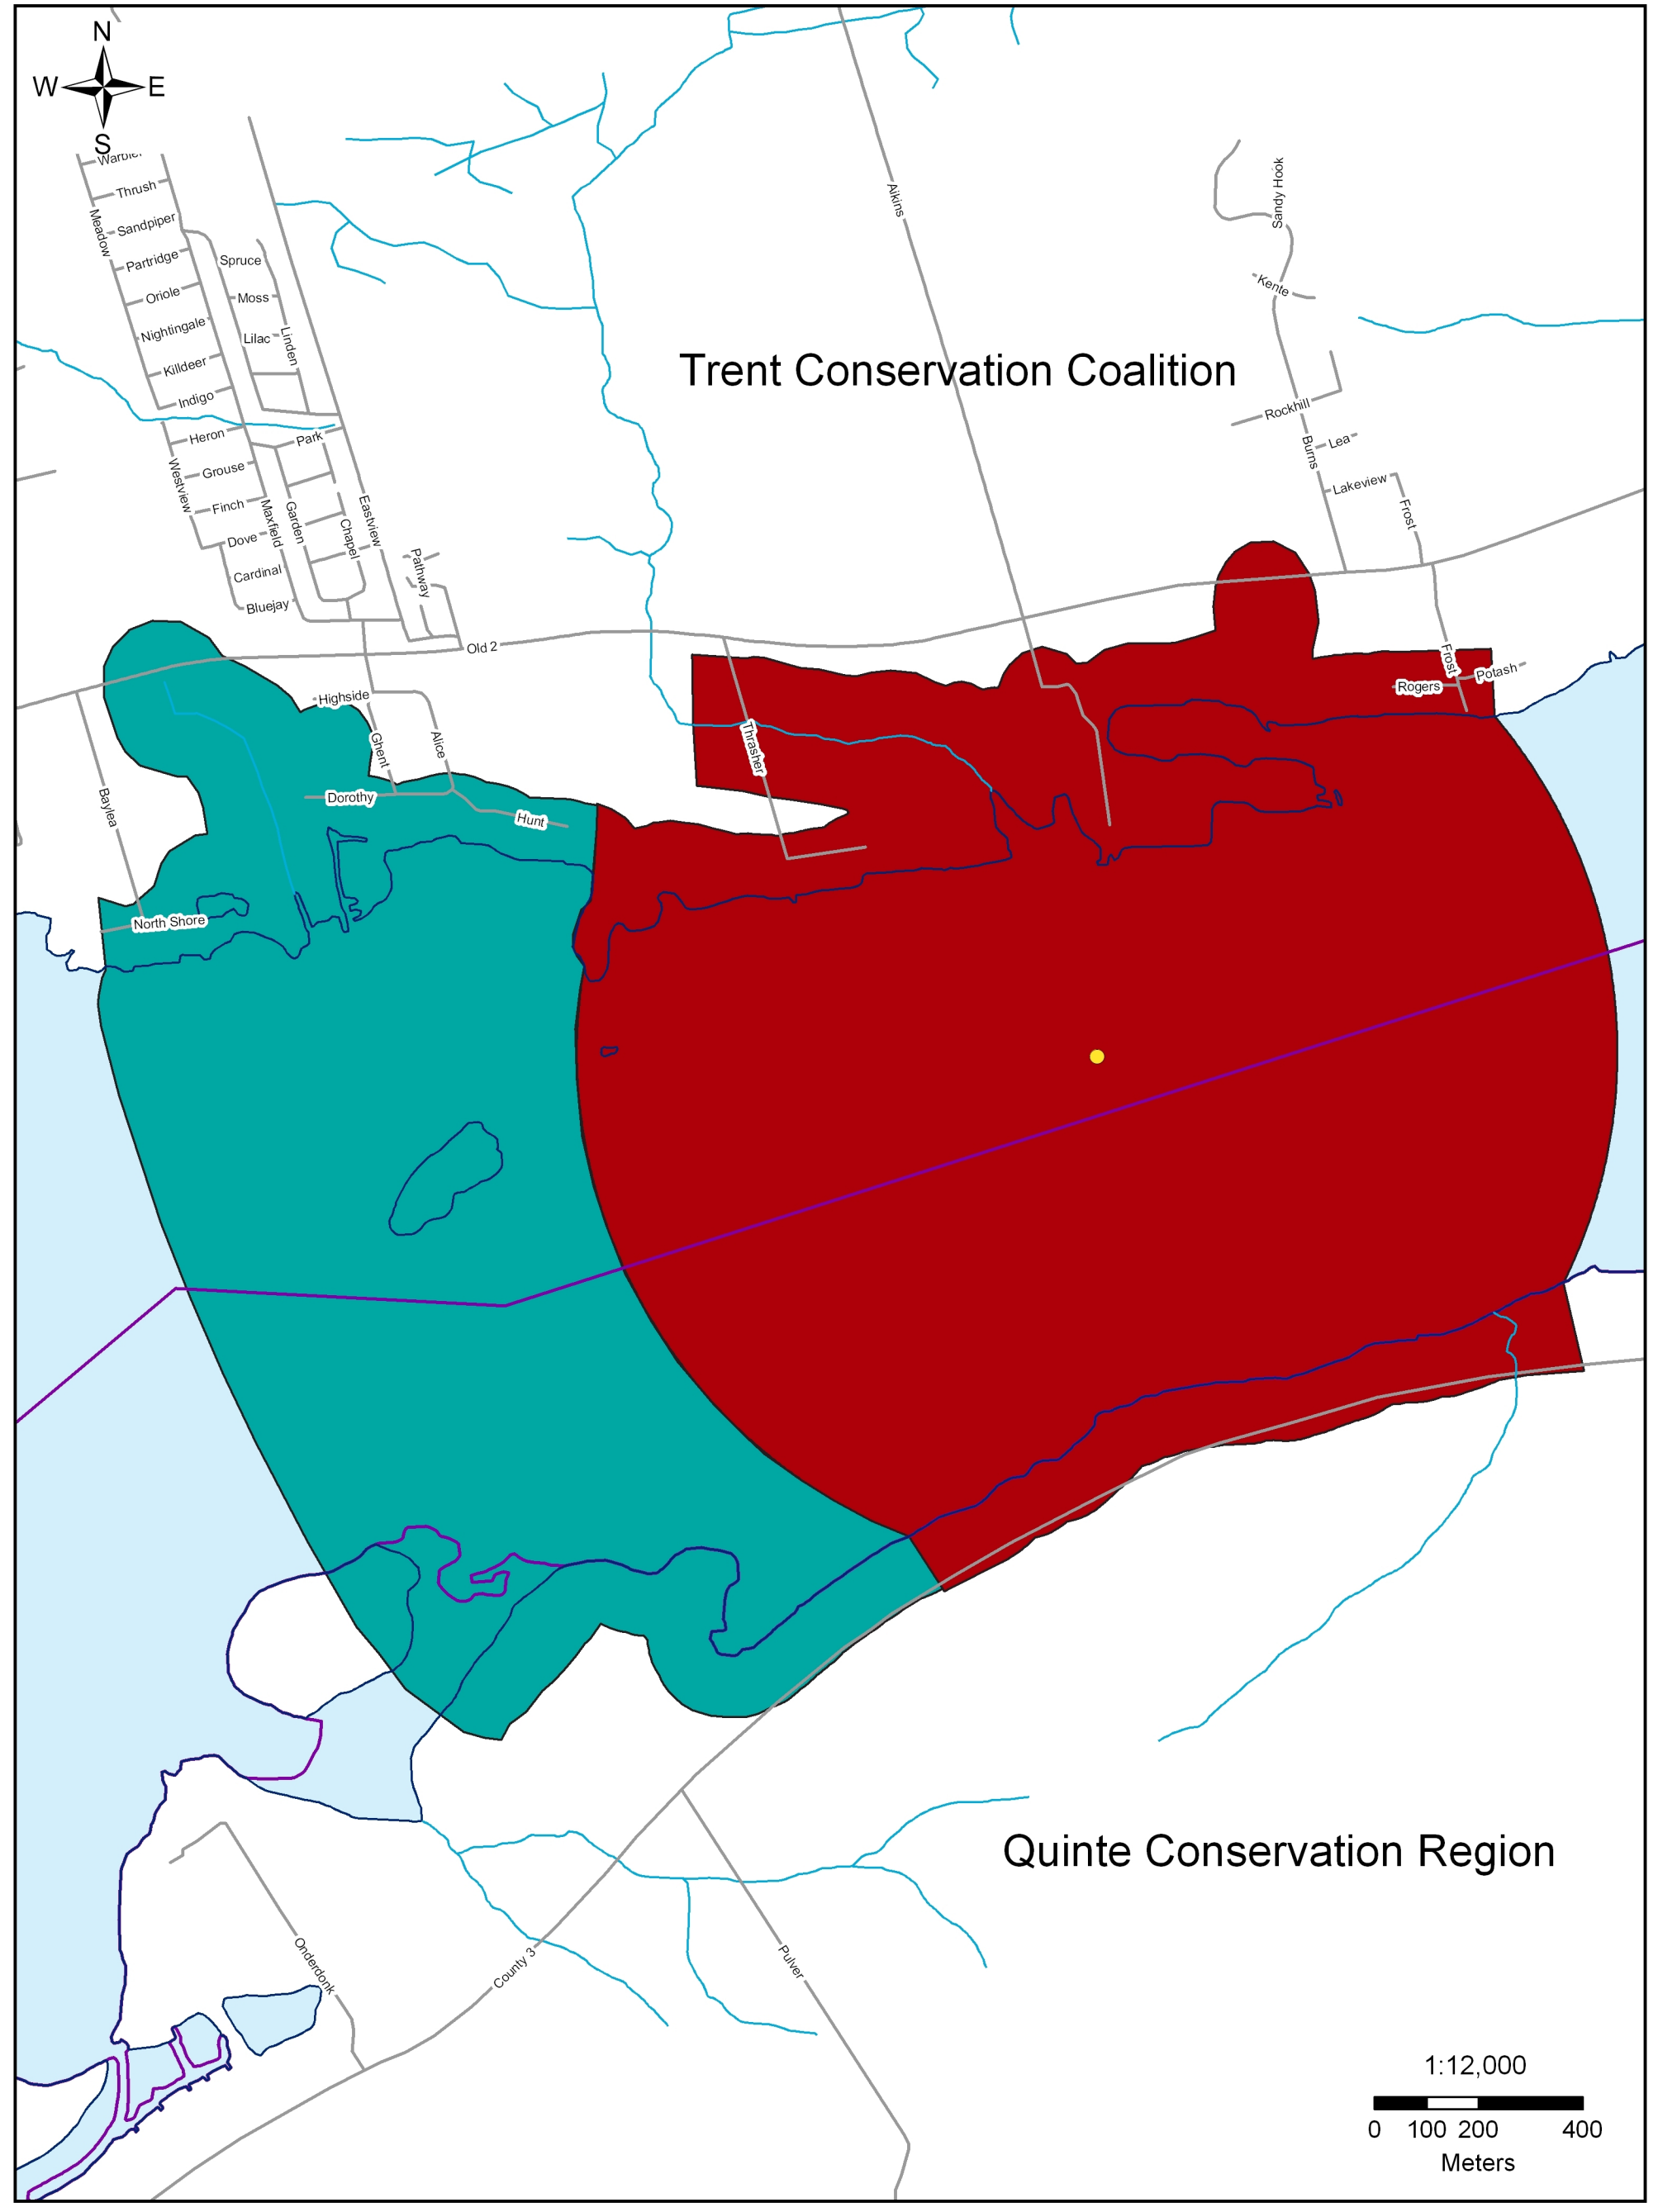 N
W E
S
Warbler
Thrush
Meadow
Sandpiper
Partridge
Spruce
Oriole
Moss
Nightingale
Lilac
Linden
Killdeer
Indigo
Heron
Park
Grouse
Westview
Finch
Maxfield
Garden
Chapel
Eastview
Dove
Cardinal
Pathway
Bluejay
Old 2
Aikins
Sandy Hook
Kente
Trent Conservation Coalition
Rockhill
Burns
Lea
Lakeview
Frost
Frost
Potash
Rogers
Highside
Ghent
Alice
Thrasher
Baylea
Dorothy
Hunt
North Shore
Quinte Conservation Region
Onderdonk
County 3
Pulver
1:12,000
0 100 200 400
Meters